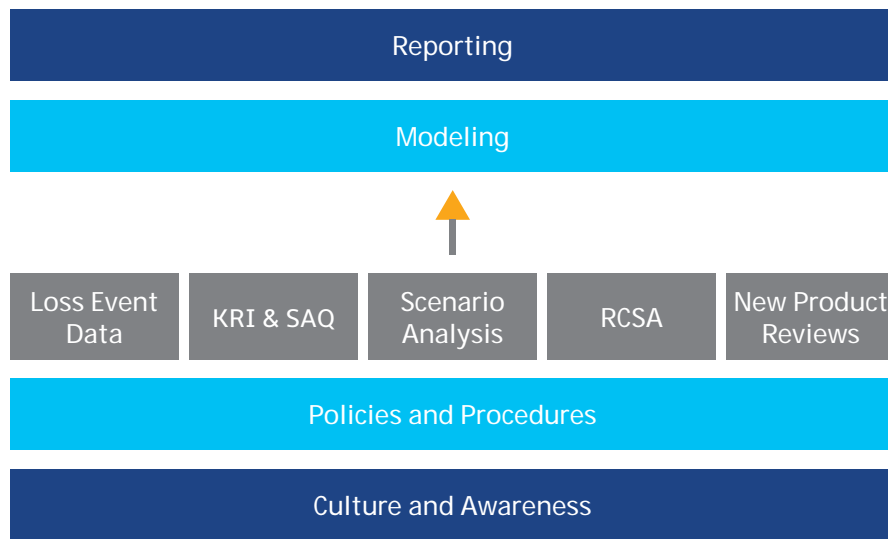 Reporting
Modeling
Loss Event
Data
KRI & SAQ
Scenario
Analysis
RCSA
New Product
Reviews
Policies and Procedures
Culture and Awareness